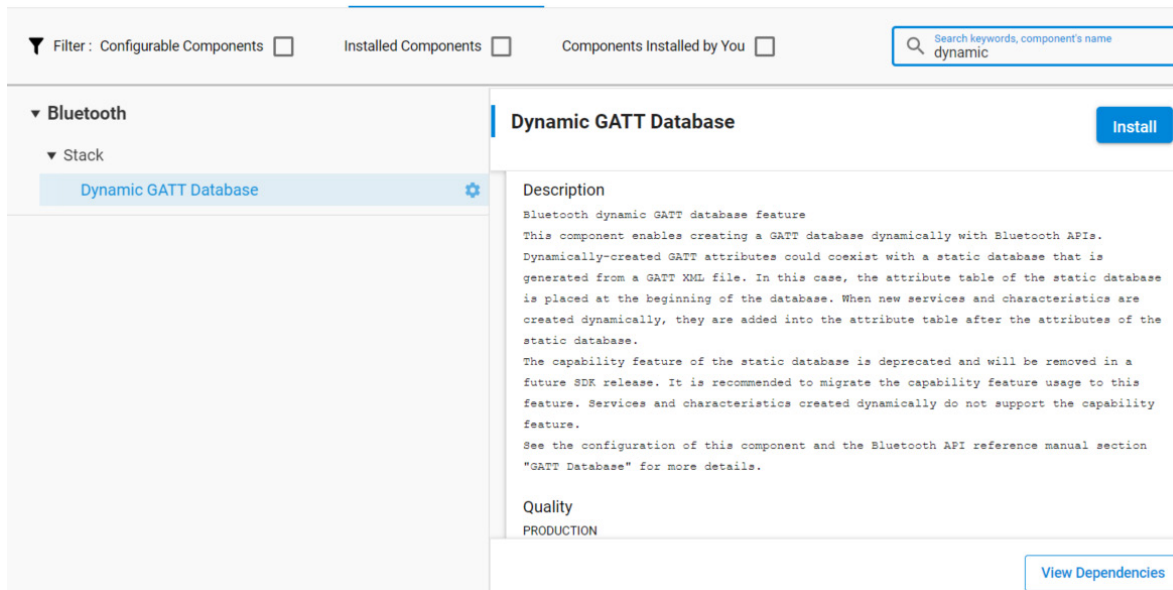 Filter : Configurable Components
Installed Components
Components Installed by You
Search keywords, component's name
dynamic
Bluetooth
Stack
Dynamic GATT Database
Dynamic GATT Database
Install
Description
Bluetooth dynamic GATT database feature
This component enables creating a GATT database dynamically with Bluetooth APIs.
Dynamically-created GATT attributes could coexist with a static database that is
generated from a GATT XML file. In this case, the attribute table of the static database
is placed at the beginning of the database. When new services and characteristics are
created dynamically, they are added into the attribute table after the attributes of the
static database.
The capability feature of the static database is deprecated and will be removed in a
future SDK release. It is recommended to migrate the capability feature usage to this
feature. Services and characteristics created dynamically do not support the capability
feature.
See the configuration of this component and the Bluetooth API reference manual section
"GATT Database" for more details.
Quality
PRODUCTION
View Dependencies